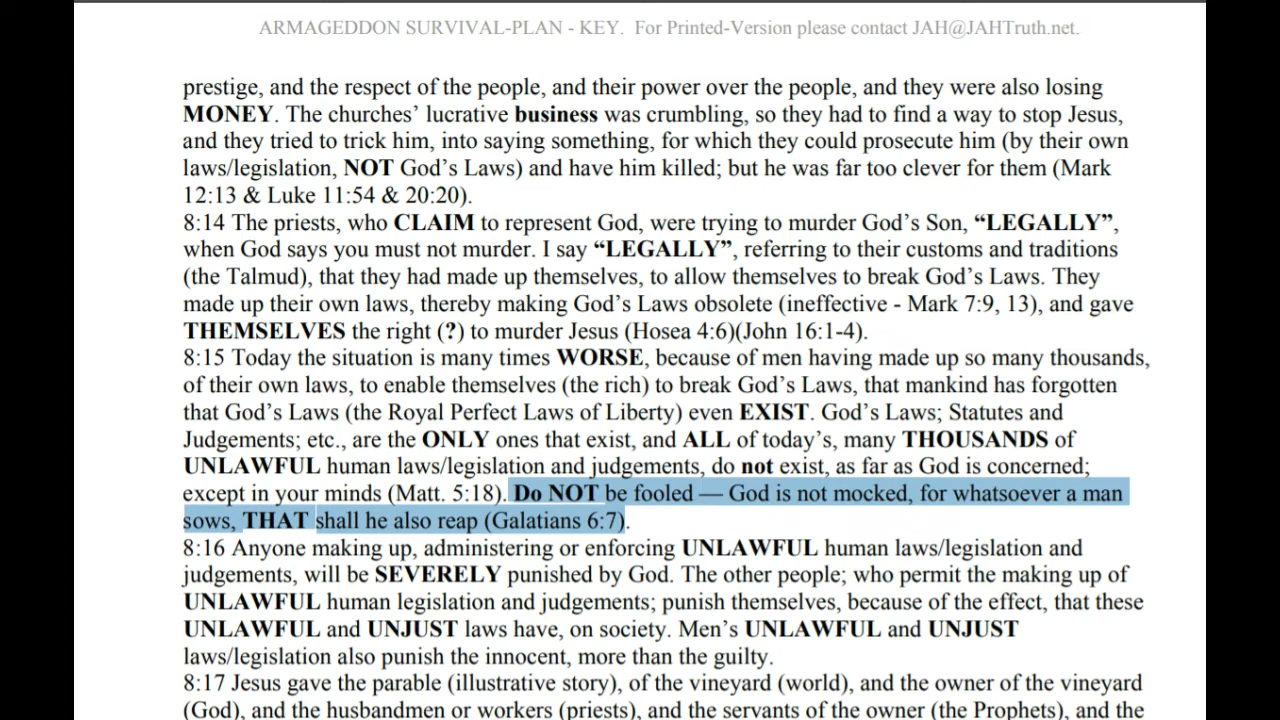 ARMAGEDDON SURVIVAL-PLAN - KEY. For Printed-Version please contact JAH@JAHTruth.net.
prestige, and the respect of the people, and their power over the people, and they were also losing
MONEY. The churches’ lucrative business was crumbling, so they had to find a way to stop Jesus,
and they tried to trick him, into saying something, for which they could prosecute him (by their own
laws/legislation, NOT God’s Laws) and have him killed; but he was far too clever for them (Mark
12:13 & Luke 11:54 & 20:20).
8:14 The priests, who CLAIM to represent God, were trying to murder God’s Son, “LEGALLY”,
when God says you must not murder. I say “LEGALLY”, referring to their customs and traditions
(the Talmud), that they had made up themselves, to allow themselves to break God’s Laws. They
made up their own laws, thereby making God’s Laws obsolete (ineffective - Mark 7:9, 13), and gave
THEMSELVES the right (?) to murder Jesus (Hosea 4:6)(John 16:1-4).
8:15 Today the situation is many times WORSE, because of men having made up so many thousands,
of their own laws, to enable themselves (the rich) to break God’s Laws, that mankind has forgotten
that God’s Laws (the Royal Perfect Laws of Liberty) even EXIST. God’s Laws; Statutes and
Judgements; etc., are the ONLY ones that exist, and ALL of today’s, many THOUSANDS of
UNLAWFUL human laws/legislation and judgements, do not exist, as far as God is concerned;
except in your minds (Matt. 5:18). Do NOT be fooled — God is not mocked, for whatsoever a man
sows, THAT shall he also reap (Galatians 6:7).
8:16 Anyone making up, administering or enforcing UNLAWFUL human laws/legislation and
judgements, will be SEVERELY punished by God. The other people; who permit the making up of
UNLAWFUL human legislation and judgements; punish themselves, because of the effect, that these
UNLAWFUL and UNJUST laws have, on society. Men’s UNLAWFUL and UNJUST
laws/legislation also punish the innocent, more than the guilty.
8:17 Jesus gave the parable (illustrative story), of the vineyard (world), and the owner of the vineyard
(God), and the husbandmen or workers (priests), and the servants of the owner (the Prophets), and the